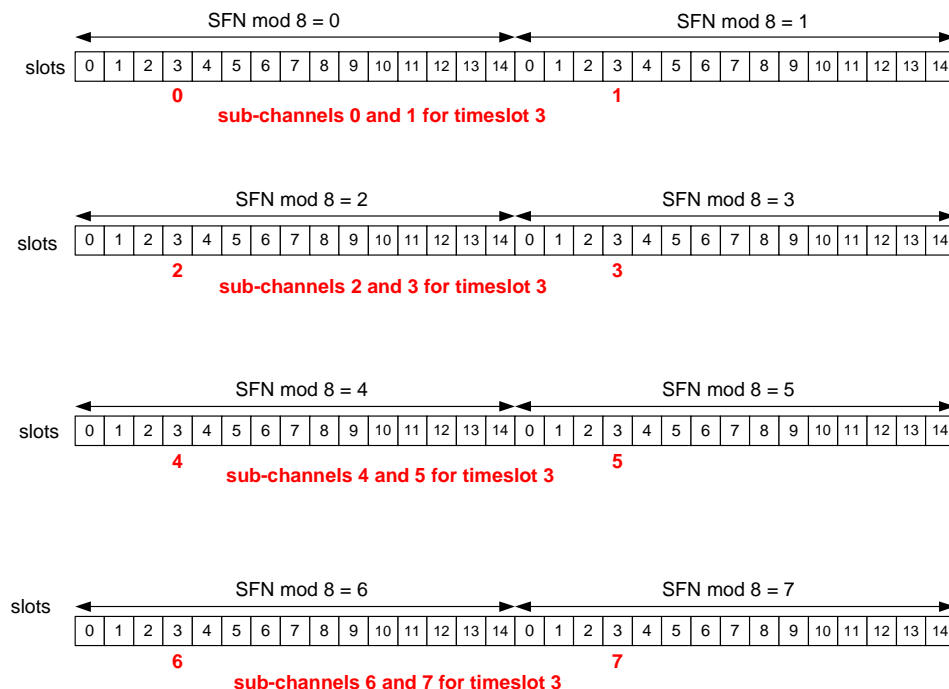 SFN mod 8 = 0 SFN mod 8 = 1
slots 0 1 2 3 4 5 6 7 8 9 10 11 12 13 14 0 1 2 3 4 5 6 7 8 9 10 11 12 13 14
0 1
sub-channels 0 and 1 for timeslot 3
SFN mod 8 = 2 SFN mod 8 = 3
slots 0 1 2 3 4 5 6 7 8 9 10 11 12 13 14 0 1 2 3 4 5 6 7 8 9 10 11 12 13 14
2 3
sub-channels 2 and 3 for timeslot 3
SFN mod 8 = 4 SFN mod 8 = 5
slots 0 1 2 3 4 5 6 7 8 9 10 11 12 13 14 0 1 2 3 4 5 6 7 8 9 10 11 12 13 14
4 5
sub-channels 4 and 5 for timeslot 3
SFN mod 8 = 6 SFN mod 8 = 7
slots
0 1 2 3 4 5 6 7 8 9 10 11 12 13 14 0 1 2 3 4 5 6 7 8 9 10 11 12 13 14
6 7
sub-channels 6 and 7 for timeslot 3